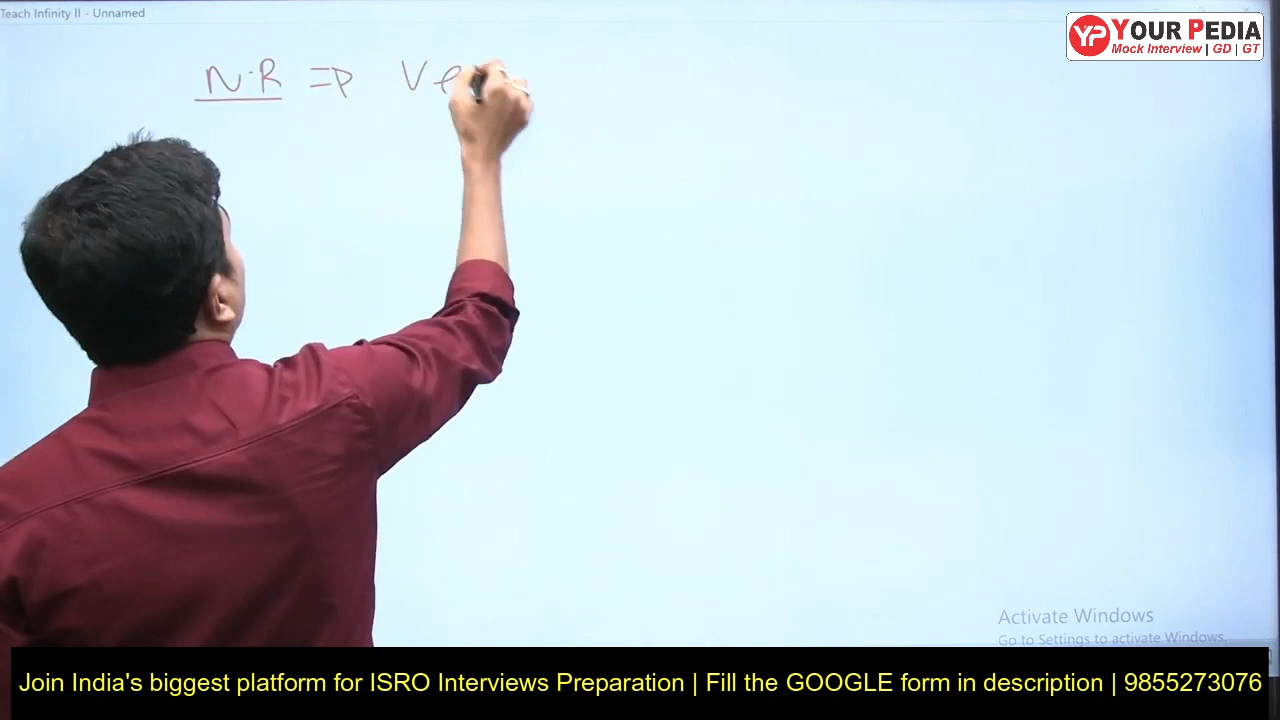 Teach Infinity II - Unnamed
YP YOUR PEDIA
Mock Interview | GD | GT
N.R ⇒ Ve
Activate Windows
Go to Settings to activate Windows.
Join India's biggest platform for ISRO Interviews Preparation | Fill the GOOGLE form in description | 9855273076